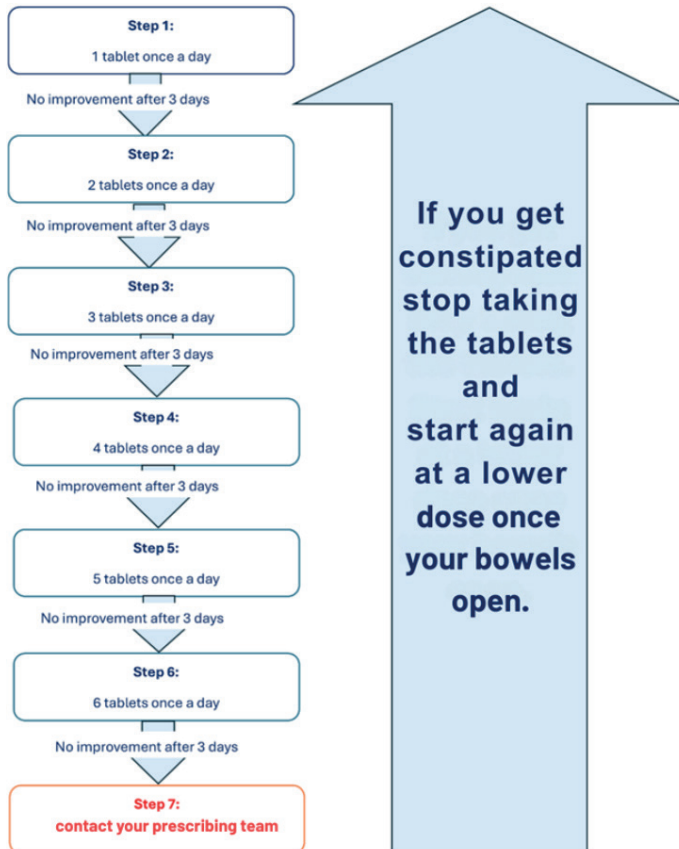 Step 1:
1 tablet once a day
No improvement after 3 days
Step 2:
2 tablets once a day
No improvement after 3 days
Step 3:
3 tablets once a day
No improvement after 3 days
Step 4:
4 tablets once a day
No improvement after 3 days
Step 5:
5 tablets once a day
No improvement after 3 days
Step 6:
6 tablets once a day
No improvement after 3 days
Step 7:
contact your prescribing team
If you get
constipated
stop taking
the tablets
and
start again
at a lower
dose once
your bowels
open.